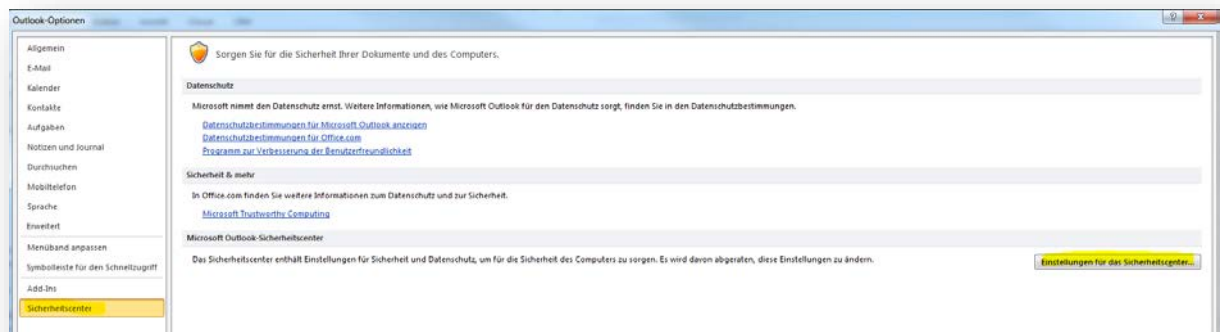 Outlook-Optionen
Allgemein
E-Mail
Kalender
Kontakte
Aufgaben
Notizen und Journal
Durchsuchen
Mobiltelefon
Sprache
Erweitert
Menüband anpassen
Symbolleiste für den Schnellzugriff
Add-Ins
Sicherheitscenter
Sorgen Sie für die Sicherheit Ihrer Dokumente und des Computers.
Datenschutz
Microsoft nimmt den Datenschutz ernst. Weitere Informationen, wie Microsoft Outlook für den Datenschutz sorgt, finden Sie in den Datenschutzbestimmungen.
Datenschutzbestimmungen für Microsoft Outlook anzeigen
Datenschutzbestimmungen für Office.com
Programm zur Verbesserung der Benutzerfreundlichkeit
Sicherheit & mehr
In Office.com finden Sie weitere Informationen zum Datenschutz und zur Sicherheit.
Microsoft Trustworthy Computing
Microsoft Outlook-Sicherheitscenter
Das Sicherheitscenter enthält Einstellungen für Sicherheit und Datenschutz, um für die Sicherheit des Computers zu sorgen. Es wird davon abgeraten, diese Einstellungen zu ändern.
Einstellungen für das Sicherheitscenter...